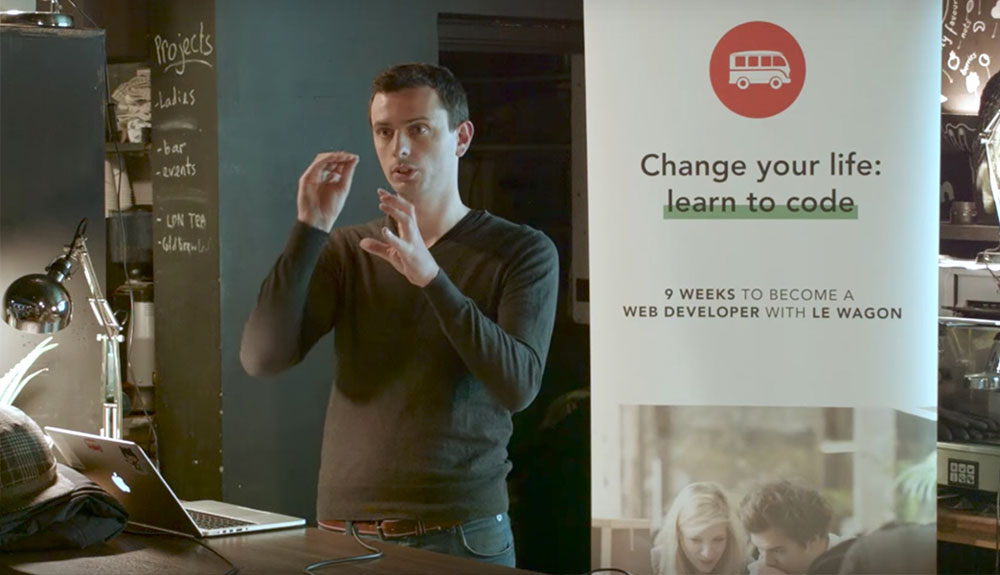 Projects
- Ladies
- bar
- events
Change your life:
learn to code
9 WEEKS TO BECOME A
WEB DEVELOPER WITH LE WAGON